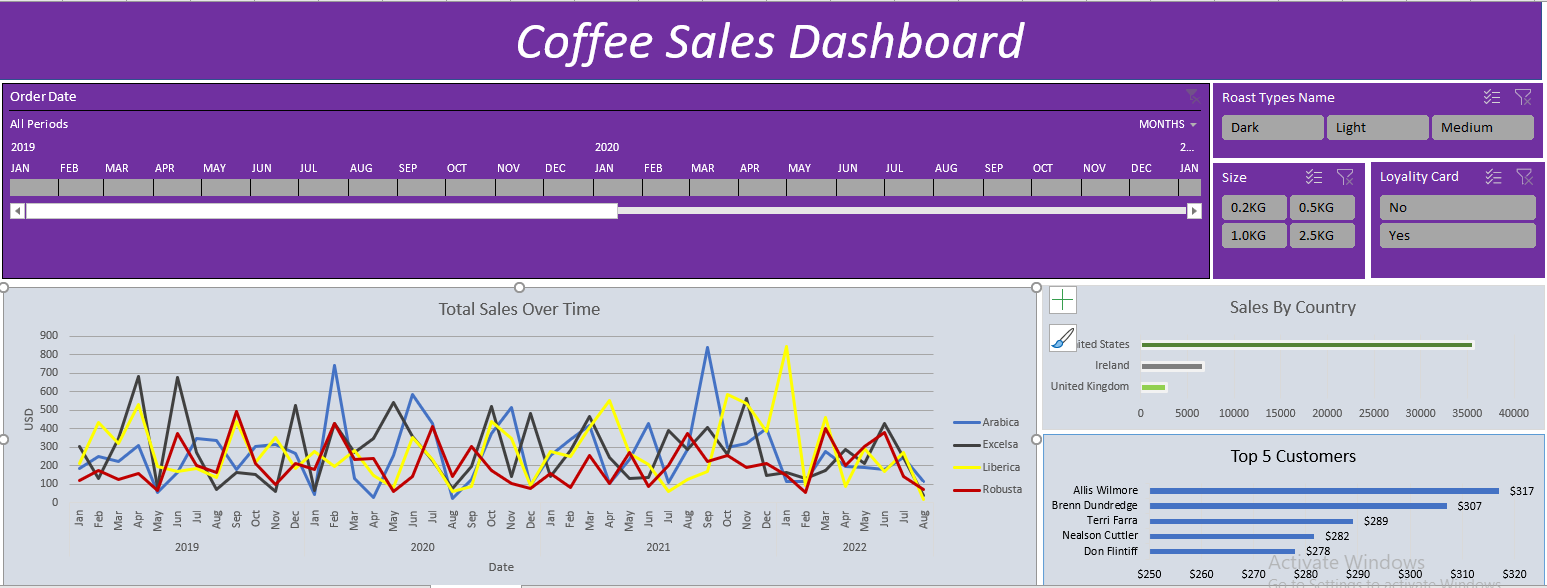 Coffee Sales Dashboard
Order Date
All Periods
MONTHS
2019 2020 2...
JAN FEB MAR APR MAY JUN JUL AUG SEP OCT NOV DEC JAN FEB MAR APR MAY JUN JUL AUG SEP OCT NOV DEC JAN
Roast Types Name
Dark Light Medium
Size
0.2KG 0.5KG
1.0KG 2.5KG
Loyality Card
No
Yes
Total Sales Over Time
900
800
700
600
500
400
300
200
100
0
USD
Jan Feb Mar Apr May Jun Jul Aug Sep Oct Nov Dec Jan Feb Mar Apr May Jun Jul Aug Sep Oct Nov Dec Jan Feb Mar Apr May Jun Jul Aug Sep Oct Nov Dec Jan Feb Mar Apr May Jun Jul Aug
2019 2020 2021 2022
Date
Arabica
Excelsa
Liberica
Robusta
Sales By Country
ited States
Ireland
United Kingdom
0 5000 10000 15000 20000 25000 30000 35000 40000
Top 5 Customers
Allis Wilmore $317
Brenn Dundredge $307
Terri Farra $289
Nealson Cuttler $282
Don Flintiff $278
$250 $260 $270 $280 $290 $300 $310 $320
Activate Windows
Go to Settings to activate Windows